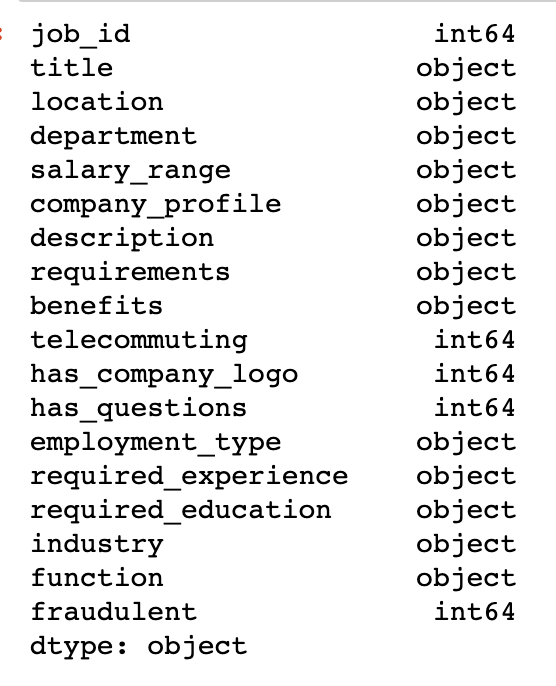 job_id int64
title object
location object
department object
salary_range object
company_profile object
description object
requirements object
benefits object
telecommuting int64
has_company_logo int64
has_questions int64
employment_type object
required_experience object
required_education object
industry object
function object
fraudulent int64
dtype: object